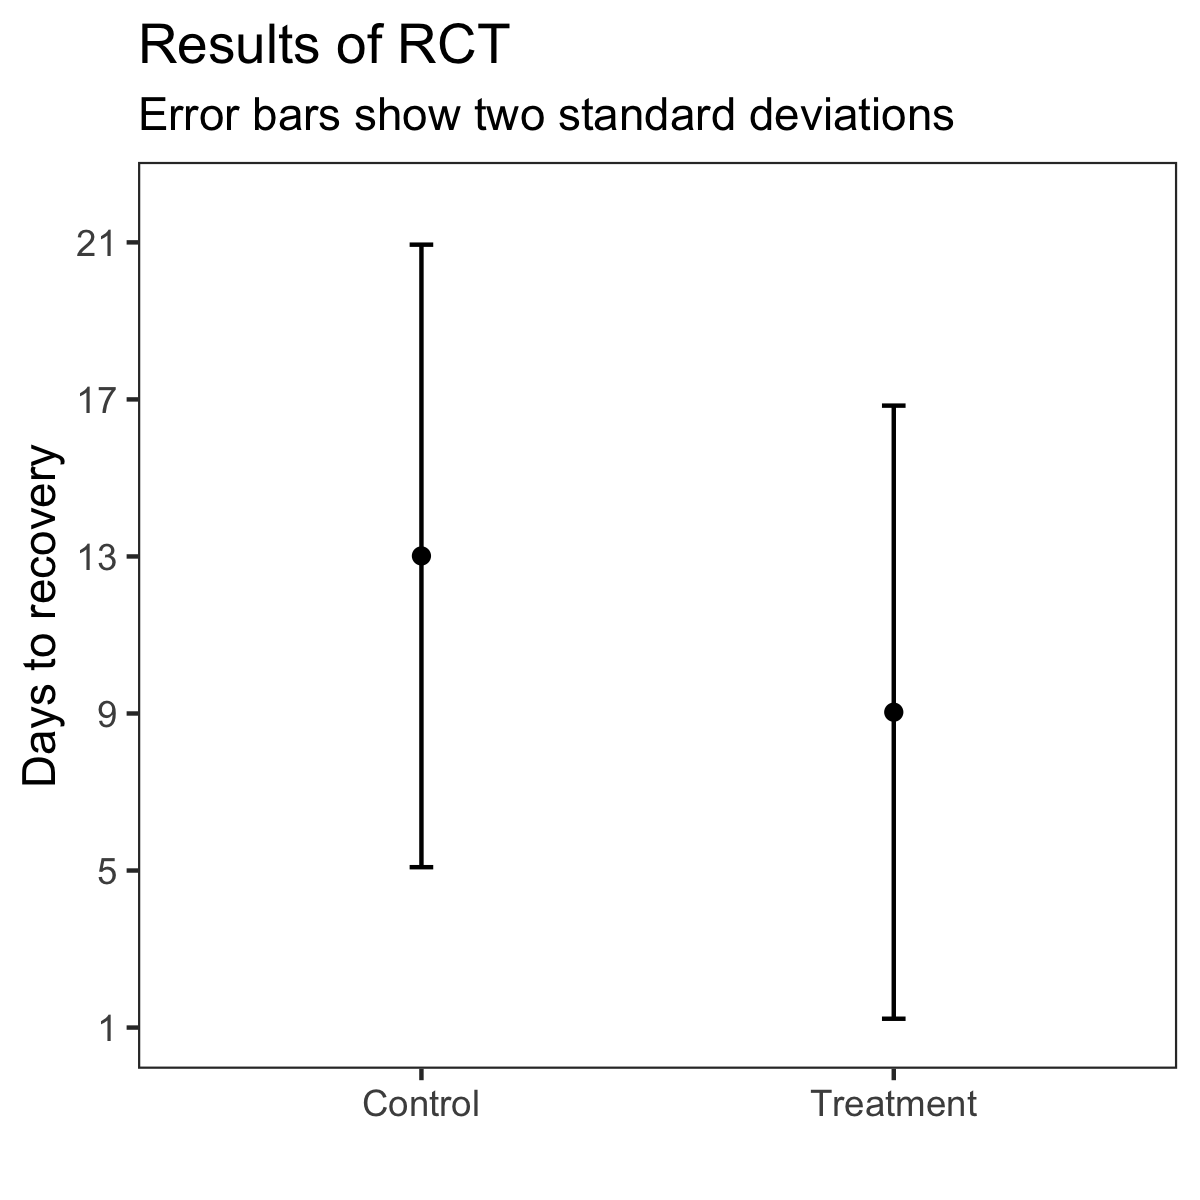 Results of RCT
Error bars show two standard deviations
Days to recovery
21
17
13
9
5
1
Control Treatment